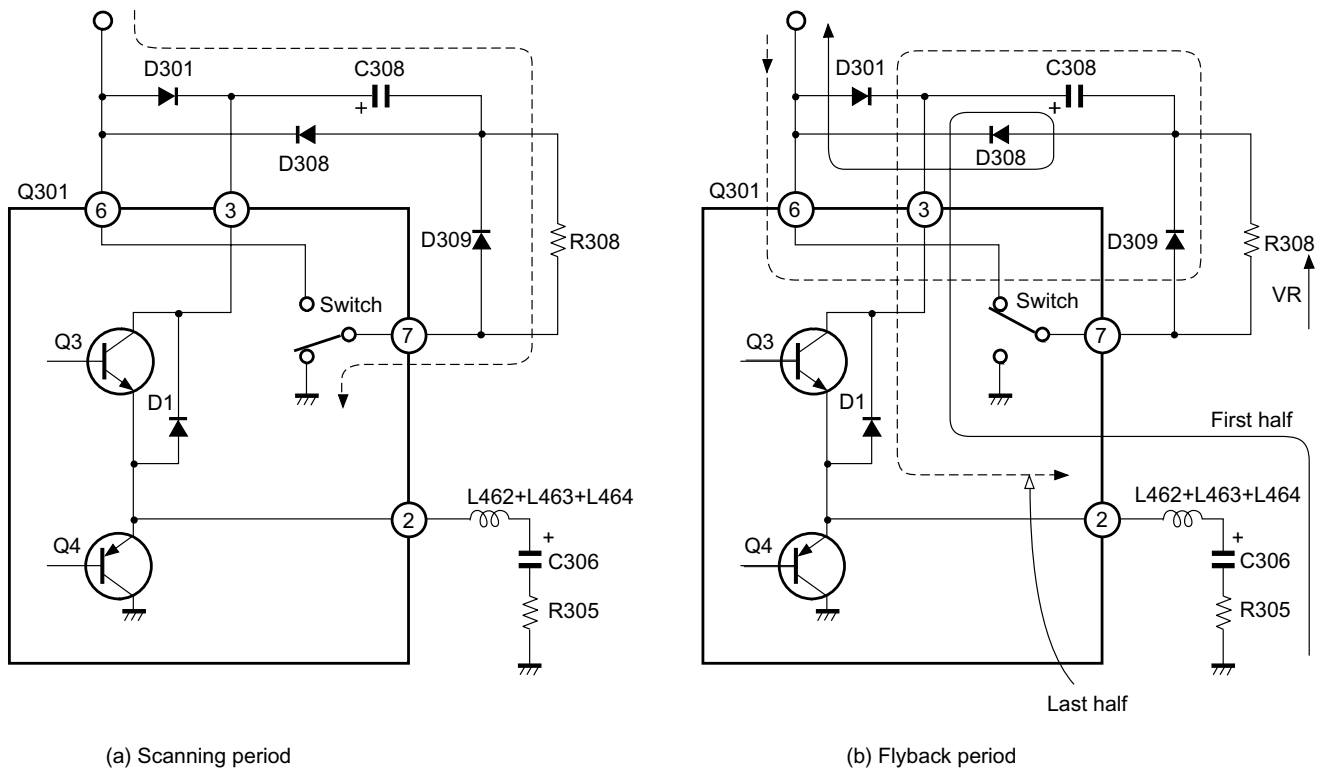 D301
C308
+
D308
Q301
6
3
D309
R308
Switch
7
Q3
D1
L462+L463+L464
2
+
Q4
C306
R305
(a) Scanning period
D301
C308
+
D308
Q301
6
3
D309
R308
VR
Switch
7
Q3
D1
First half
L462+L463+L464
2
+
Q4
C306
R305
Last half
(b) Flyback period